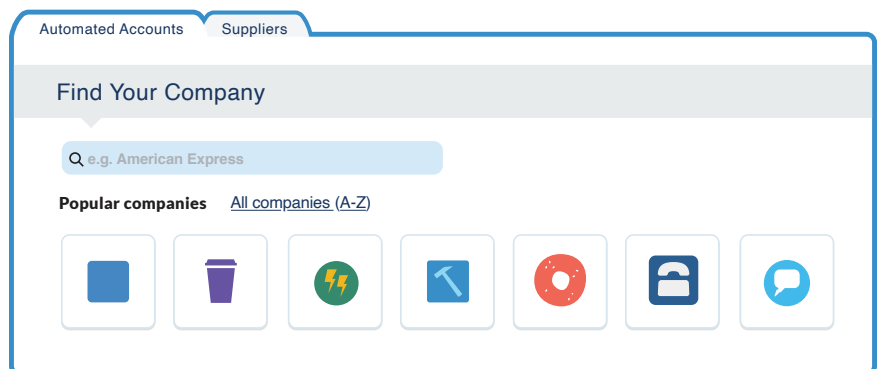 Automated Accounts
Suppliers
Find Your Company
e.g. American Express
Popular companies
All companies (A-Z)